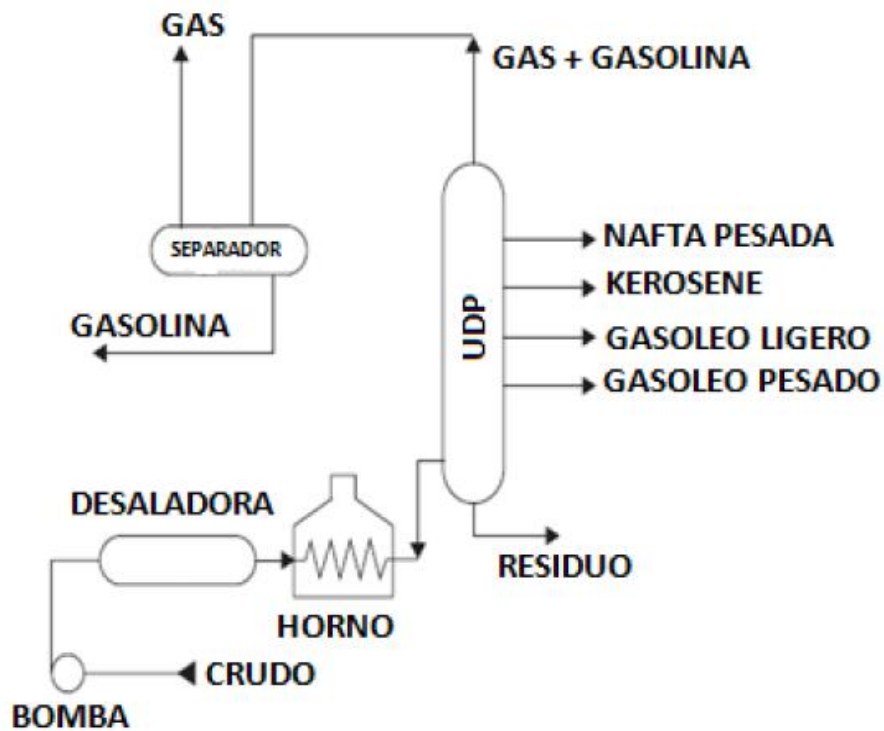 GAS
GAS + GASOLINA
SEPARADOR
NAFTA PESADA
KEROSENE
GASOLINA
UDP
GASOLEO LIGERO
GASOLEO PESADO
DESALADORA
RESIDUO
HORNO
CRUDO
BOMBA